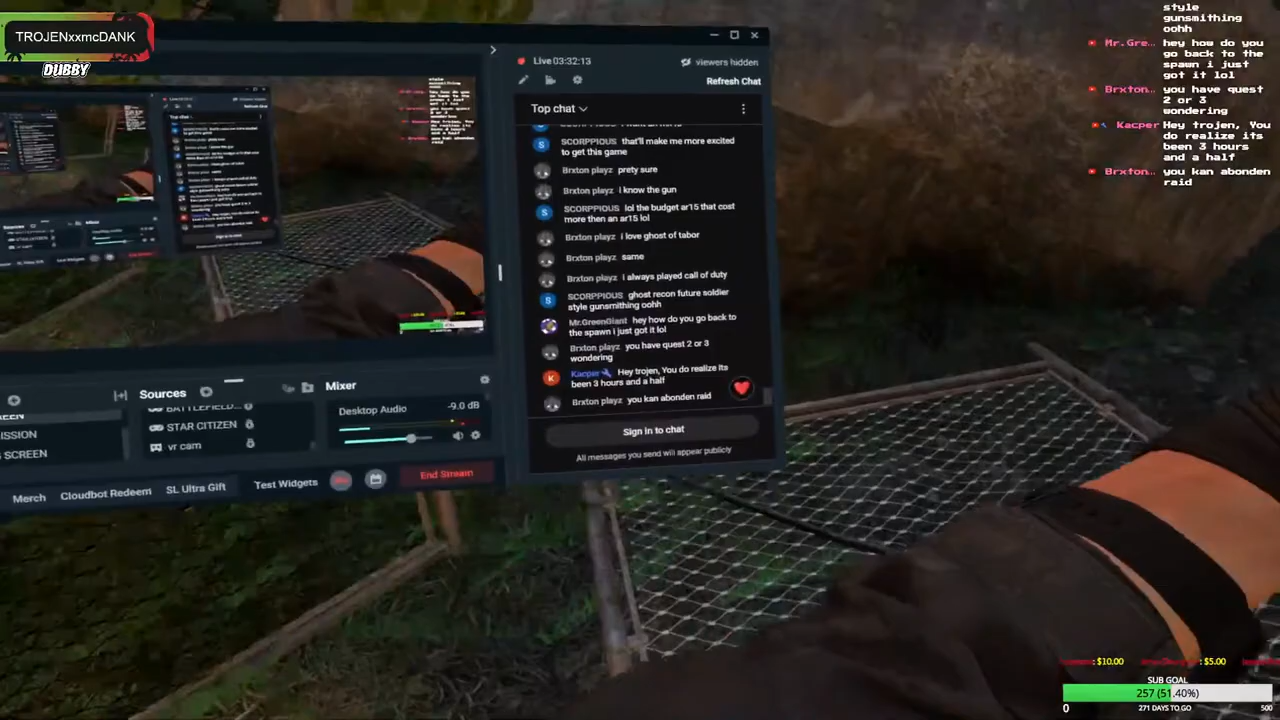 TROJENxxmcDANK
DUBBY
Live 03:32:13
viewers hidden
Refresh Chat
Top chat
SCORPPIOUS that'll make me more excited
to get this game
Brxton playz prety sure
Brxton playz i know the gun
SCORPPIOUS lol the budget ar15 that cost
more then an ar15 lol
Brxton playz i love ghost of tabor
Brxton playz same
Brxton playz i always played call of duty
SCORPPIOUS ghost recon future soldier
style gunsmithing oohh
Mr.GreenGiant hey how do you go back to
the spawn i just got it lol
Brxton playz you have quest 2 or 3
wondering
Kacper Hey trojen, You do realize its
been 3 hours and a half
Brxton playz you kan abonden raid
Sign in to chat
All messages you send will appear publicly
Sources
BATTLEFIELD...
STAR CITIZEN
vr cam
Mixer
Desktop Audio
-9.0 dB
ISSION
G SCREEN
Merch
Cloudbot Redeem
SL Ultra Gift
Test Widgets
End Stream
style
gunsmithing
oohh
Mr.Gre... hey how do you
go back to the
spawn i just
got it lol
Brxton... you have quest
2 or 3
wondering
Kacper Hey trojen, You
do realize its
been 3 hours
and a half
Brxton... you kan abonden
raid
: $10.00
: $5.00
SUB GOAL
257 (51.40%)
0
271 DAYS TO GO
500